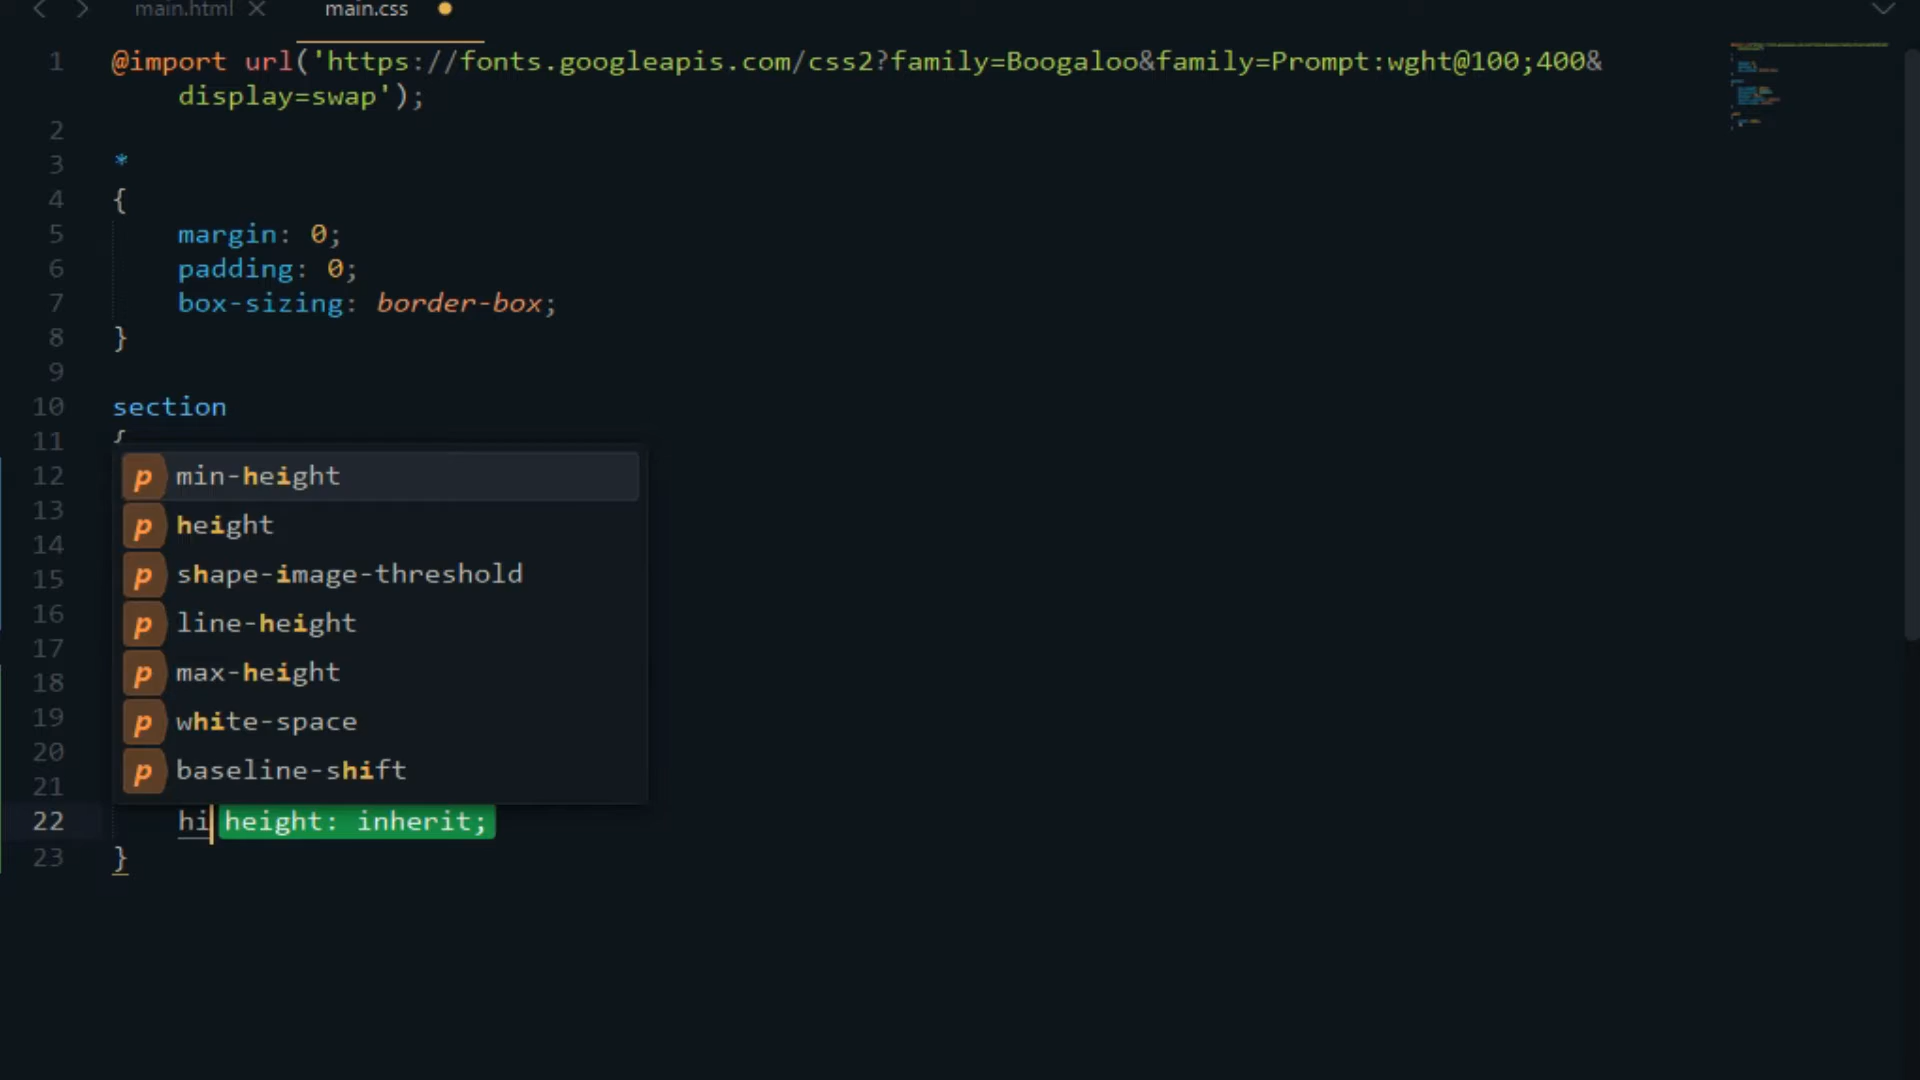 main.html
main.css
1 @import url('https://fonts.googleapis.com/css2?family=Boogaloo&family=Prompt:wght@100;400&
display=swap');
2
3 *
4 {
5 margin: 0;
6 padding: 0;
7 box-sizing: border-box;
8 }
9
10 section
11 {
12 p min-height
13 p height
14 p shape-image-threshold
15
16 p line-height
17 p max-height
18
19 p white-space
20
21 p baseline-shift
22 hi height: inherit;
23 }